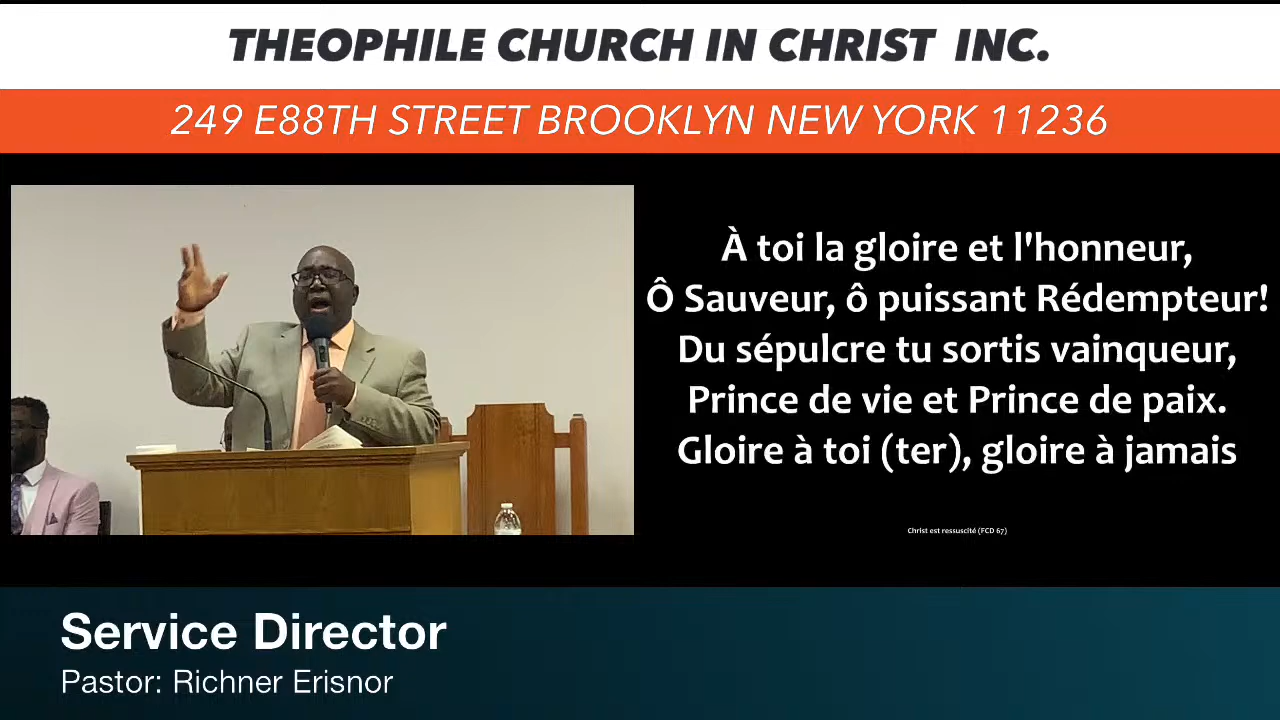 THEOPHILE CHURCH IN CHRIST INC.
249 E88TH STREET BROOKLYN NEW YORK 11236
À toi la gloire et l'honneur,
Ô Sauveur, ô puissant Rédempteur!
Du sépulcre tu sortis vainqueur,
Prince de vie et Prince de paix.
Gloire à toi (ter), gloire à jamais
Christ est ressuscité (FCD 67)
Service Director
Pastor: Richner Erisnor